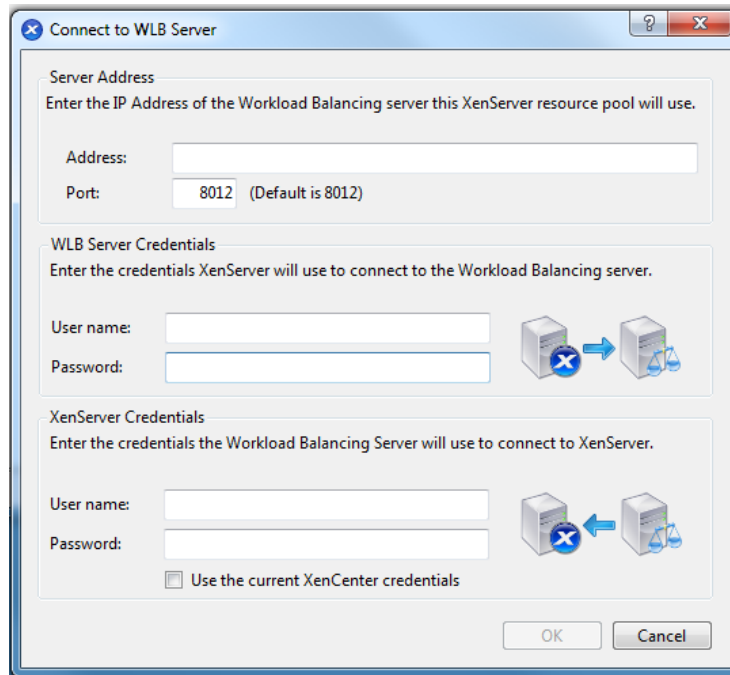 Connect to WLB Server
Server Address
Enter the IP Address of the Workload Balancing server this XenServer resource pool will use.
Address:
Port: 8012 (Default is 8012)
WLB Server Credentials
Enter the credentials XenServer will use to connect to the Workload Balancing server.
User name:
Password:
XenServer Credentials
Enter the credentials the Workload Balancing Server will use to connect to XenServer.
User name:
Password:
Use the current XenCenter credentials
OK Cancel